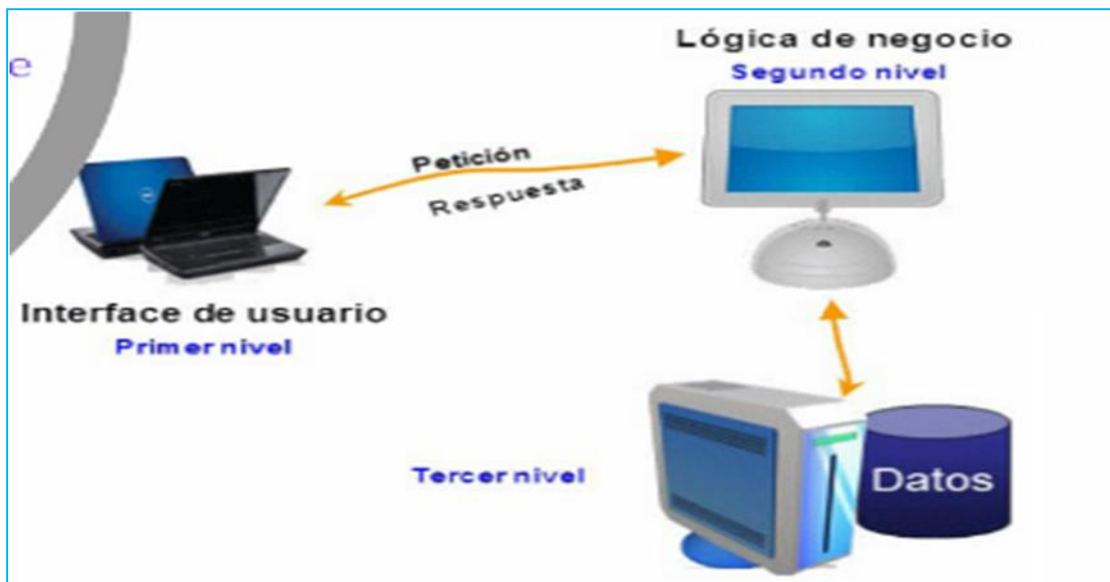 e
Lógica de negocio
Segundo nivel
Petición
Respuesta
Interface de usuario
Primer nivel
Tercer nivel
Datos